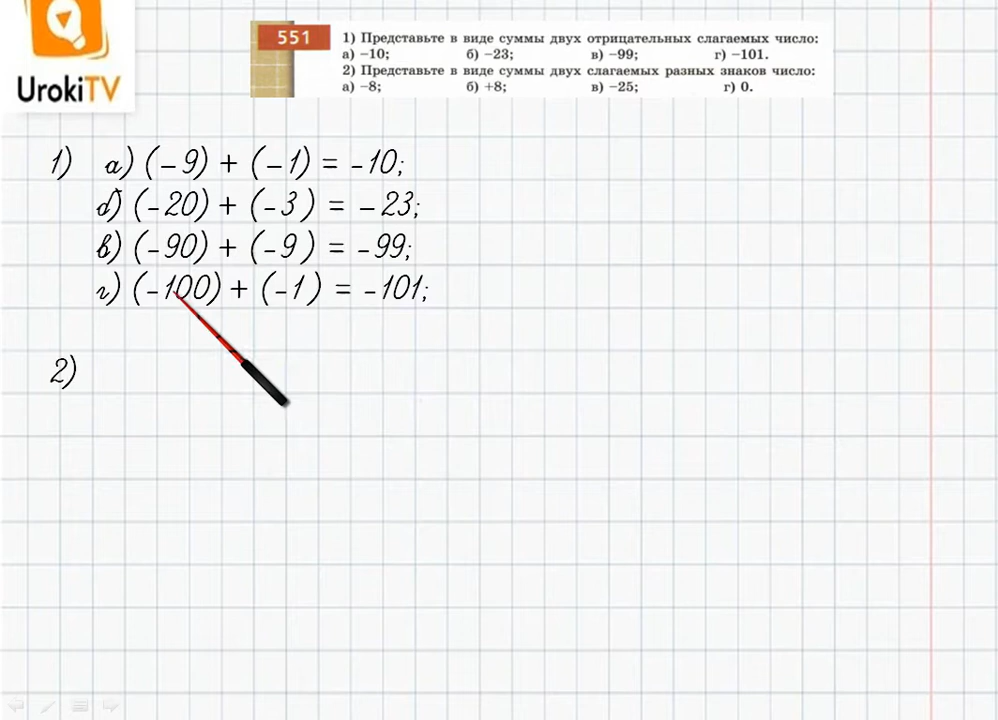 UrokiTV
551
1) Представьте в виде суммы двух отрицательных слагаемых число:
а) −10; б) −23; в) −99; г) −101.
2) Представьте в виде суммы двух слагаемых разных знаков число:
а) −8; б) +8; в) −25; г) 0.
1) а) (-9) + (-1) = -10;
б) (-20) + (-3) = -23;
в) (-90) + (-9) = -99;
г) (-100) + (-1) = -101;
2)